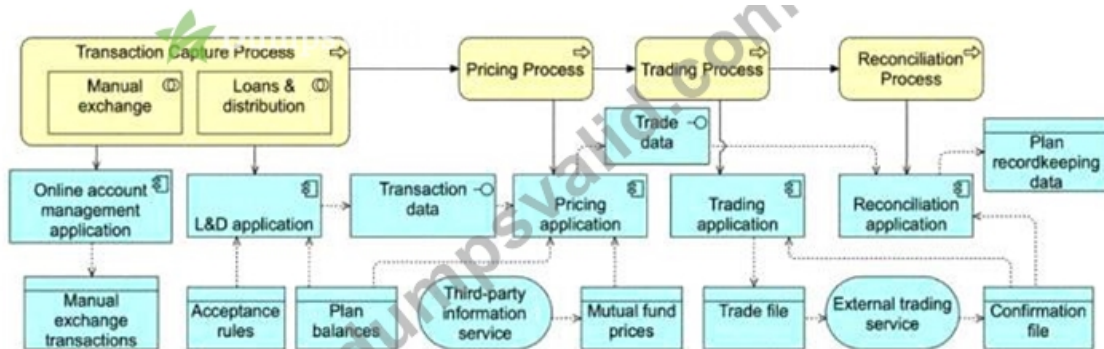 Transaction Capture Process
Manual
exchange
Loans &
distribution
Pricing Process
Trading Process
Reconciliation
Process
Trade
data
Plan
recordkeeping
data
Online account
management
application
L&D application
Transaction
data
Pricing
application
Trading
application
Reconciliation
application
Manual
exchange
transactions
Acceptance
rules
Plan
balances
Third-party
information
service
Mutual fund
prices
Trade file
External trading
service
Confirmation
file
dumpsvalid.com